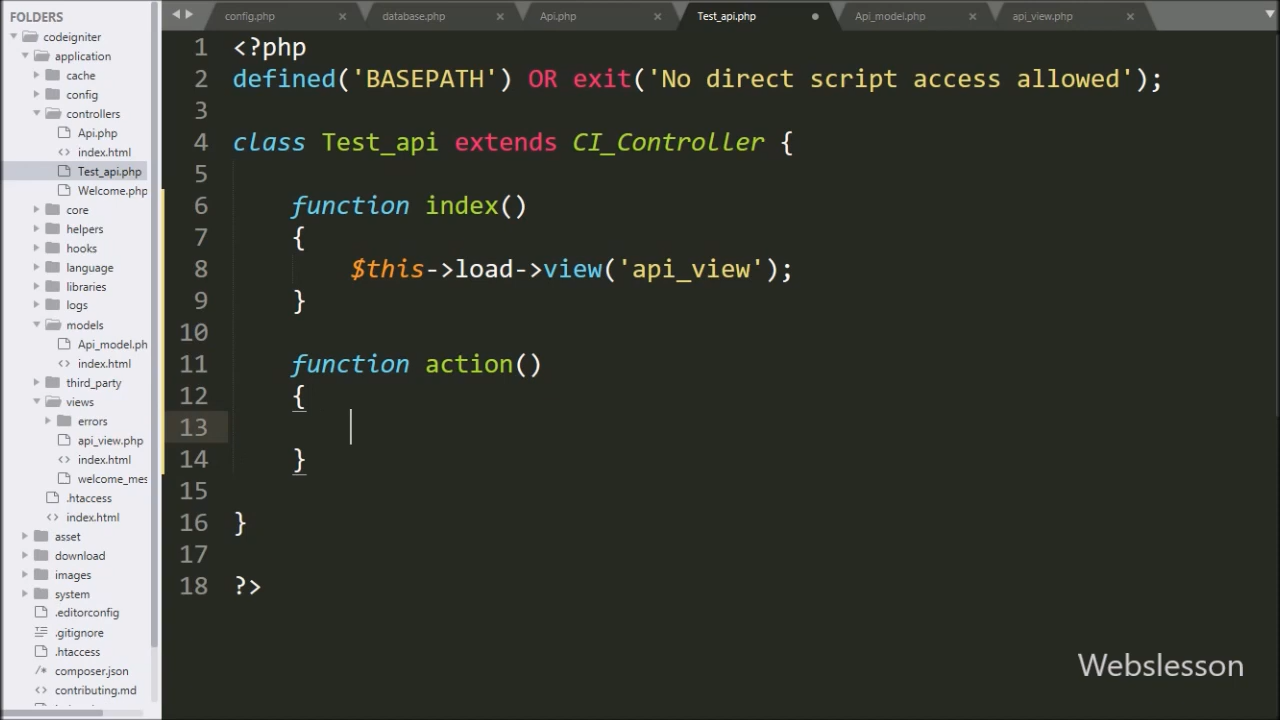 FOLDERS
codeigniter
application
cache
config
controllers
Api.php
index.html
Test_api.php
Welcome.php
core
helpers
hooks
language
libraries
logs
models
Api_model.ph
index.html
third_party
views
errors
api_view.php
index.html
welcome_mes
.htaccess
index.html
asset
download
images
system
.editorconfig
.gitignore
.htaccess
composer.json
contributing.md
config.php
database.php
Api.php
Test_api.php
Api_model.php
api_view.php
1 <?php
2 defined('BASEPATH') OR exit('No direct script access allowed');
3
4 class Test_api extends CI_Controller {
5
6 function index()
7 {
8 $this->load->view('api_view');
9 }
10
11 function action()
12 {
13
14 }
15
16 }
17
18 ?>
Webslesson